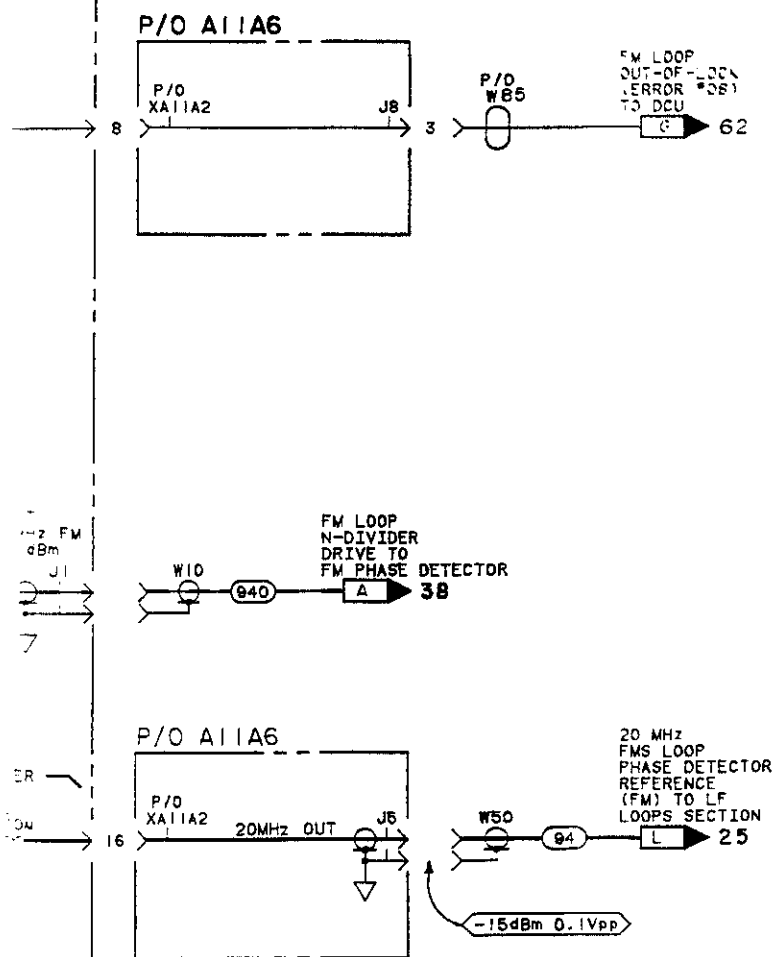 P/O A11A6
P/O
XA11A2
J8
8
3
P/O
W85
FM LOOP
OUT-OF-LOCK
TO DCU
G
62
FM
dBm
J1
W10
940
FM LOOP
N-DIVIDER
DRIVE TO
FM PHASE DETECTOR
A
38
P/O A11A6
ER
P/O
XA11A2
16
20MHz OUT
J5
W50
94
20 MHz
FMS LOOP
PHASE DETECTOR
REFERENCE
(FM) TO LF
LOOPS SECTION
L
25
-15dBm 0.1Vpp